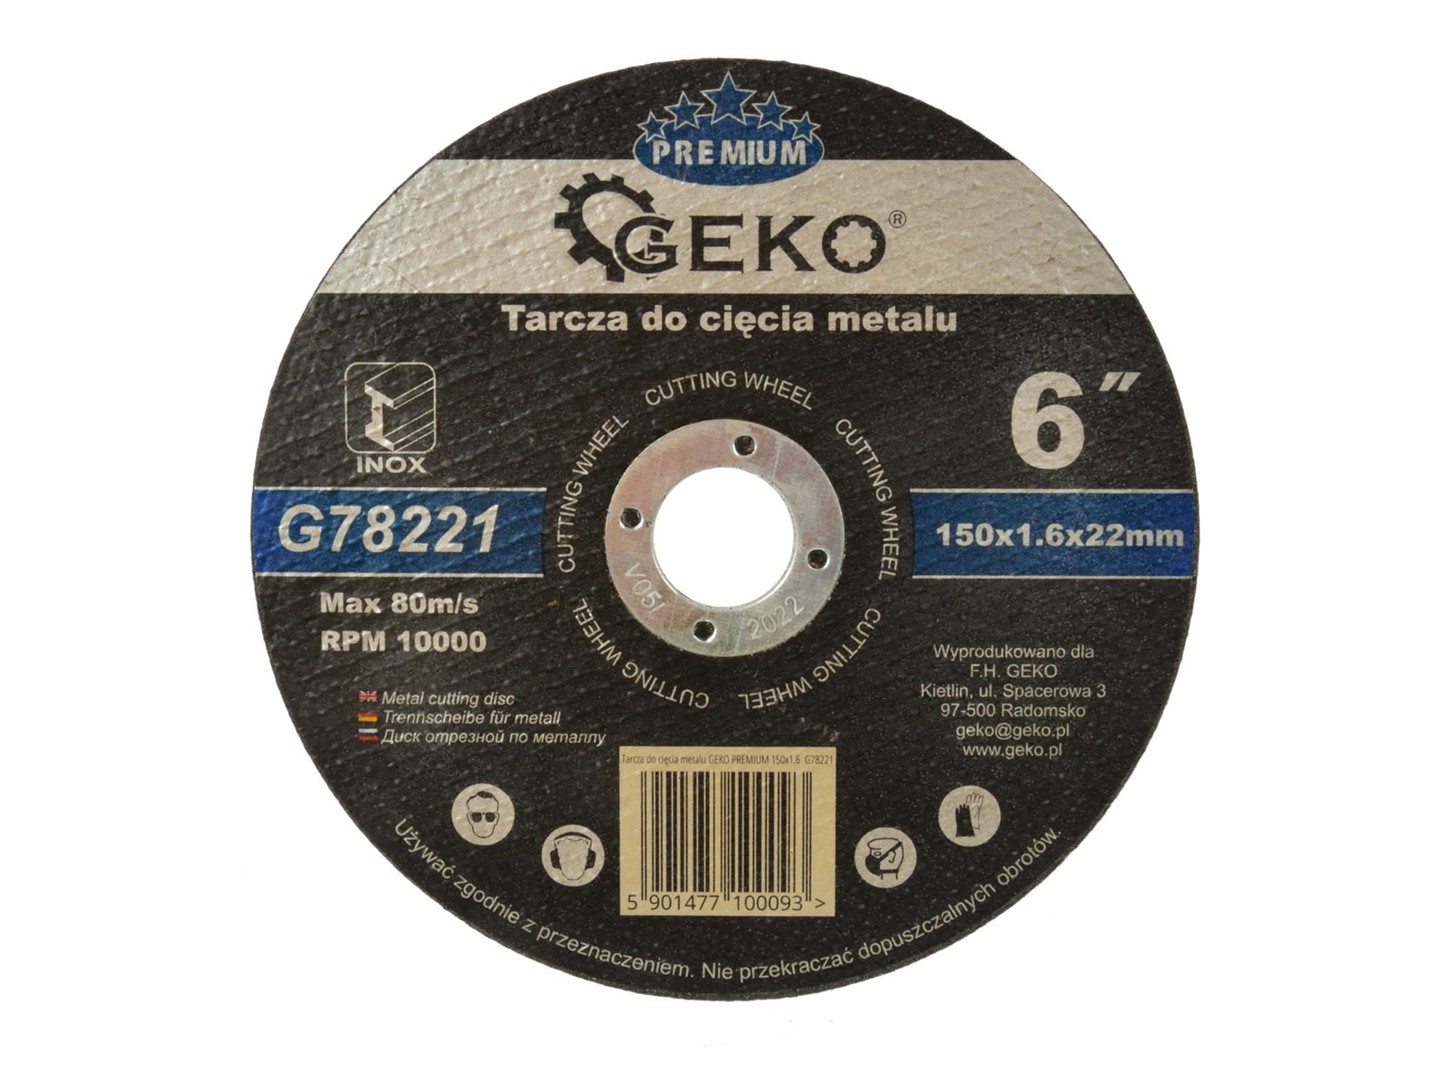 PREMIUM
GEKO®
Tarcza do cięcia metalu
INOX
6″
CUTTING WHEEL
CUTTING WHEEL
CUTTING WHEEL
CUTTING WHEEL
CUTTING WHEEL
CUTTING WHEEL
G78221
150x1.6x22mm
V05/
2022
Max 80m/s
RPM 10000
Metal cutting disc
Trennscheibe für metall
Диск отрезной по металлу
Wyprodukowano dla
F.H. GEKO
Kietlin, ul. Spacerowa 3
97-500 Radomsko
geko@geko.pl
www.geko.pl
Tarcza do cięcia metalu GEKO PREMIUM 150x1.6 G78221
5 901477 100093 >
Używać zgodnie z przeznaczeniem. Nie przekraczać dopuszczalnych obrotów.